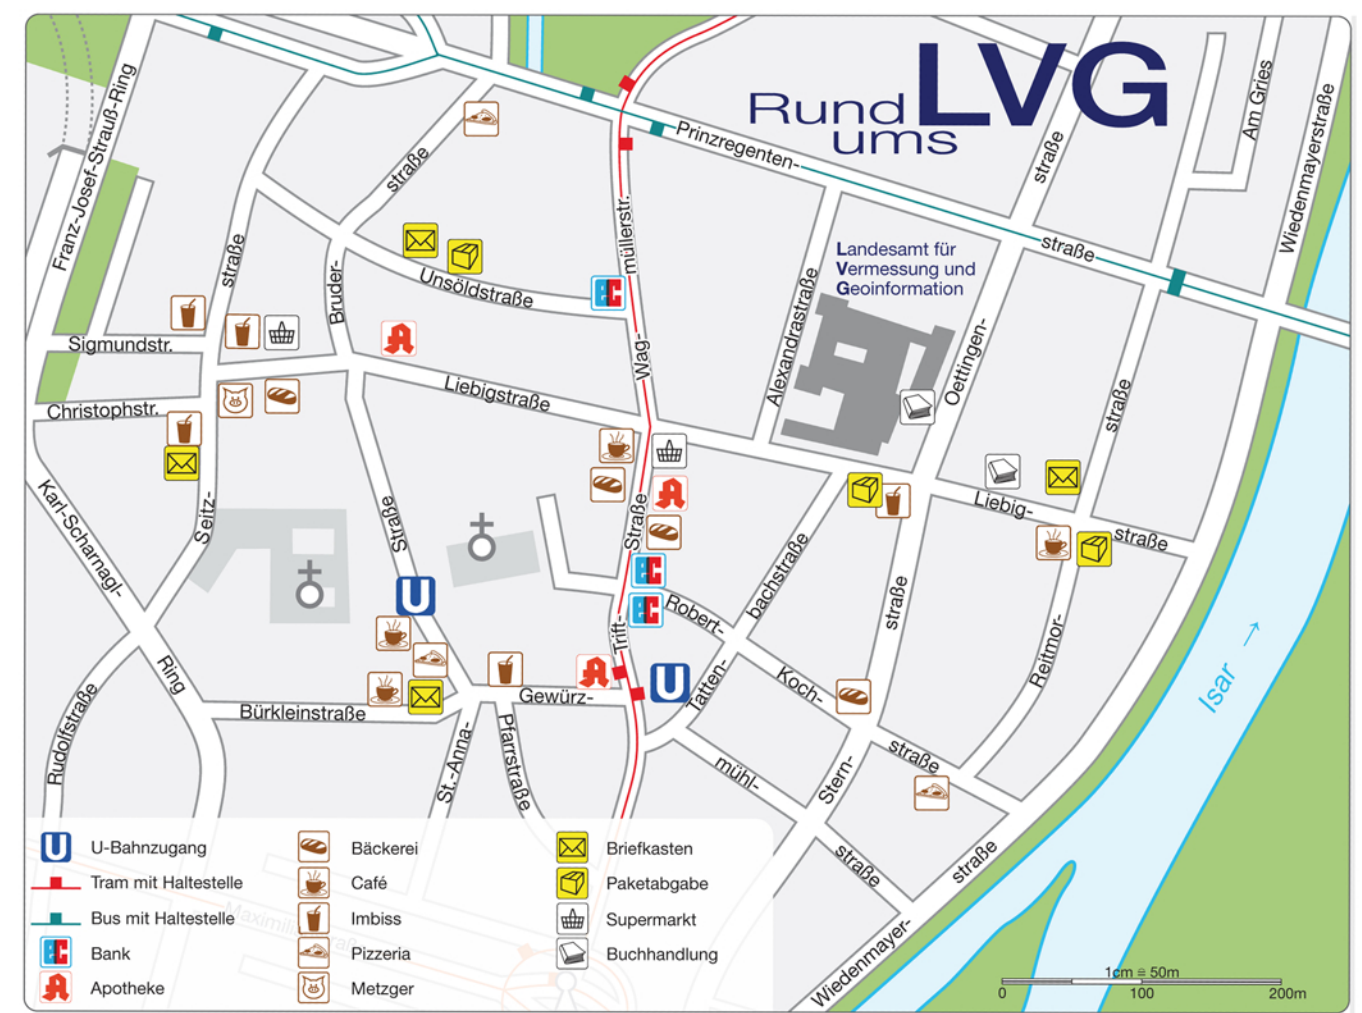 Rund
ums
LVG
Landesamt für
Vermessung und
Geoinformation
Franz-Josef-Strauß-Ring
straße
straße
Prinzregenten-
straße
Am Gries
Wiedenmayerstraße
straße
müllerstr.
Bruder-
Unsöldstraße
Alexandrastraße
Wag-
Oettingen-
straße
Sigmundstr.
Christophstr.
Liebigstraße
Karl-Scharnagl-
Seitz-
Straße
Straße
Liebig-
straße
bachstraße
straße
Robert-
Trift-
Isar →
Reitmor-
Ring
Rudolfstraße
Bürkleinstraße
Gewürz-
Tatten-
Koch-
straße
St.-Anna-
Pfarrstraße
mühl-
Stern-
straße
straße
Wiedenmayer-
U
U
U
U-Bahnzugang
Tram mit Haltestelle
Bus mit Haltestelle
Bank
Apotheke
Bäckerei
Café
Imbiss
Pizzeria
Metzger
Briefkasten
Paketabgabe
Supermarkt
Buchhandlung
1cm ≙ 50m
0 100 200m